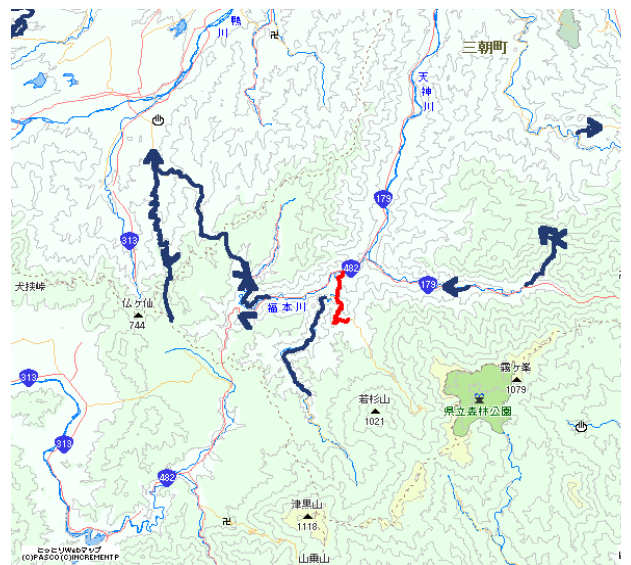 鴨
川
三朝町
天
神
川
179
313
482
犬挟峠
仏ヶ仙
744
179
福本川
霧ヶ峯
1079
313
若杉山
1021
県立森林公園
313
482
津黒山
1118
山乗山
とっとりWebマップ
(C)PASCO(C)INCREMENT P